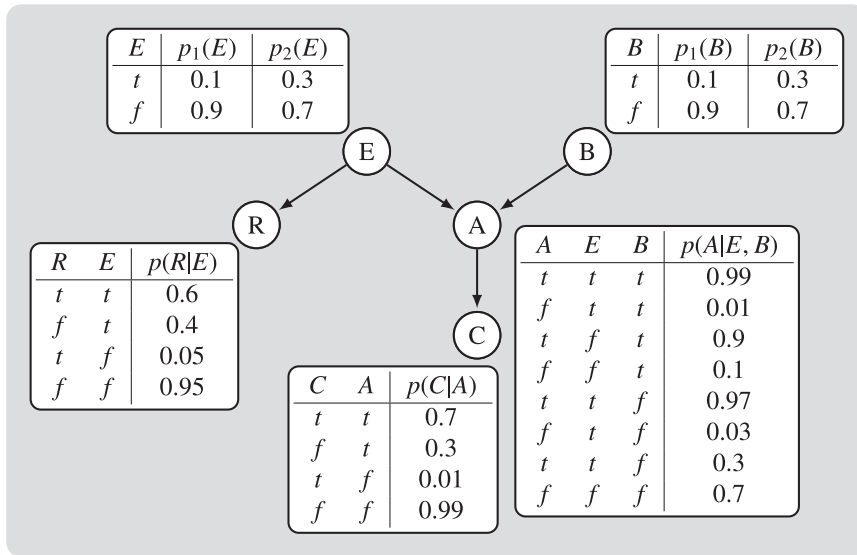 E p₁(E) p₂(E)
t 0.1 0.3
f 0.9 0.7
B p₁(B) p₂(B)
t 0.1 0.3
f 0.9 0.7
E
B
R
A
R E p(R|E)
t t 0.6
f t 0.4
t f 0.05
f f 0.95
A E B p(A|E, B)
t t t 0.99
f t t 0.01
t f t 0.9
f f t 0.1
t t f 0.97
f t f 0.03
t t f 0.3
f f f 0.7
C
C A p(C|A)
t t 0.7
f t 0.3
t f 0.01
f f 0.99